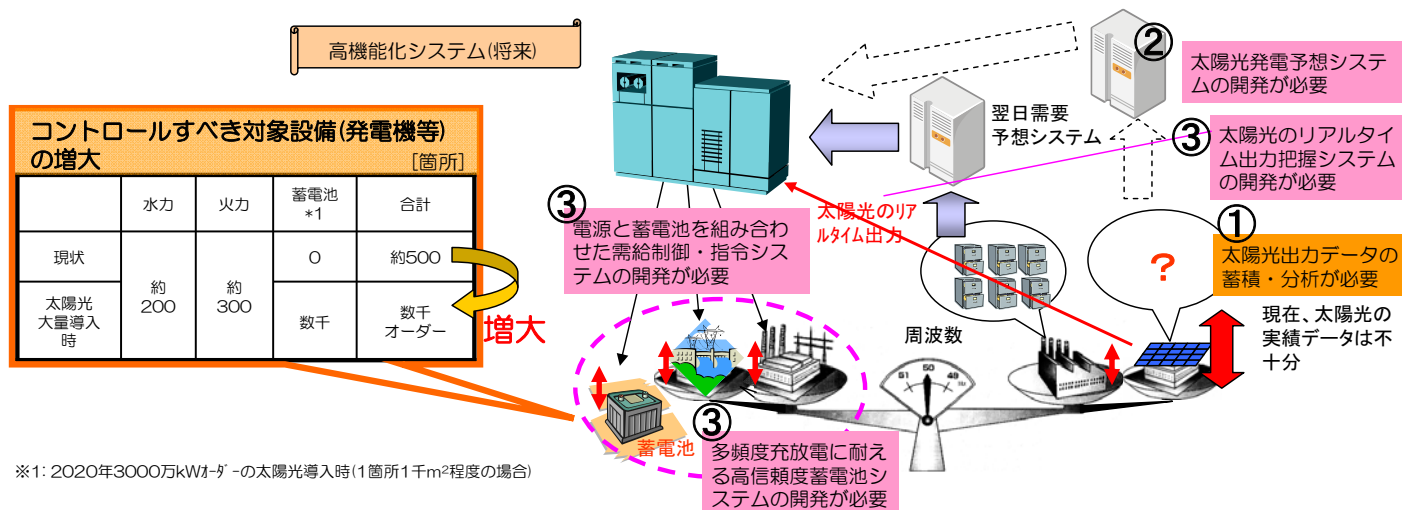 高機能化システム(将来)
コントロールすべき対象設備(発電機等)
の増大
[箇所]
水力
火力
蓄電池
*1
合計
現状
約
200
約
300
0
約500
太陽光
大量導入
時
数千
数千
オーダー
増大
※1: 2020年3000万kWオーダーの太陽光導入時(1箇所1千m²程度の場合)
②
太陽光発電予想システ
ムの開発が必要
翌日需要
予想システム
③
太陽光のリアルタイ
ム出力把握システム
の開発が必要
③
電源と蓄電池を組み合わ
せた需給制御・指令シス
テムの開発が必要
太陽光のリア
ルタイム出力
?
①
太陽光出力データの
蓄積・分析が必要
現在、太陽光の
実績データは不
十分
周波数
51
50
49
Hz
蓄電池
③
多頻度充放電に耐え
る高信頼度蓄電池シ
ステムの開発が必要